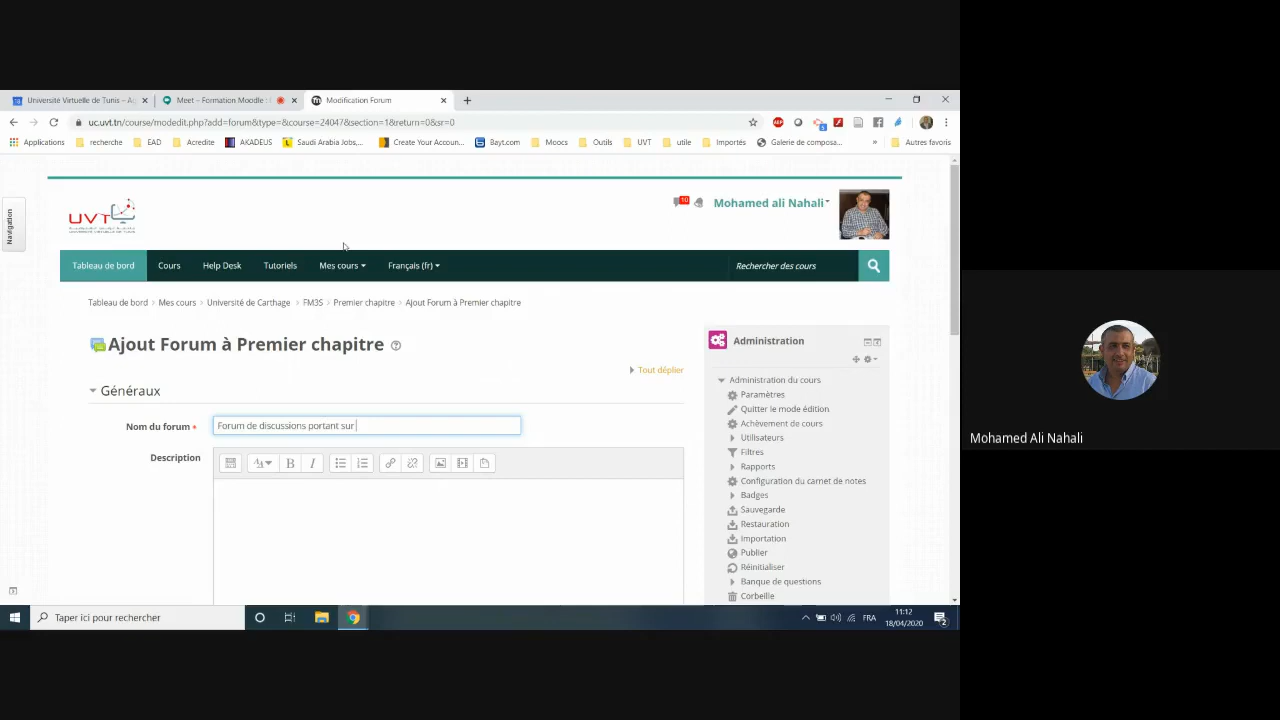 Université Virtuelle de Tunis – A
Meet – Formation Moodle
Modification Forum
uc.uvt.tn/course/modedit.php?add=forum&type=&course=24047&section=1&return=0&sr=0
Applications
recherche
EAD
Acredite
AKADEUS
Saudi Arabia Jobs,...
Create Your Accoun...
Bayt.com
Moocs
Outils
UVT
utile
Importés
Galerie de composa...
»
Autres favoris
Navigation
UVT
10
Mohamed ali Nahali
Tableau de bord
Cours
Help Desk
Tutoriels
Mes cours
Français (fr)
Rechercher des cours
Tableau de bord > Mes cours > Université de Carthage > FM3S > Premier chapitre > Ajout Forum à Premier chapitre
Ajout Forum à Premier chapitre
Tout déplier
Généraux
Nom du forum *
Forum de discussions portant sur
Description
B I
Administration
Administration du cours
Paramètres
Quitter le mode édition
Achèvement de cours
Utilisateurs
Filtres
Rapports
Configuration du carnet de notes
Badges
Sauvegarde
Restauration
Importation
Publier
Réinitialiser
Banque de questions
Corbeille
Mohamed Ali Nahali
Taper ici pour rechercher
FRA
11:12
18/04/2020
2